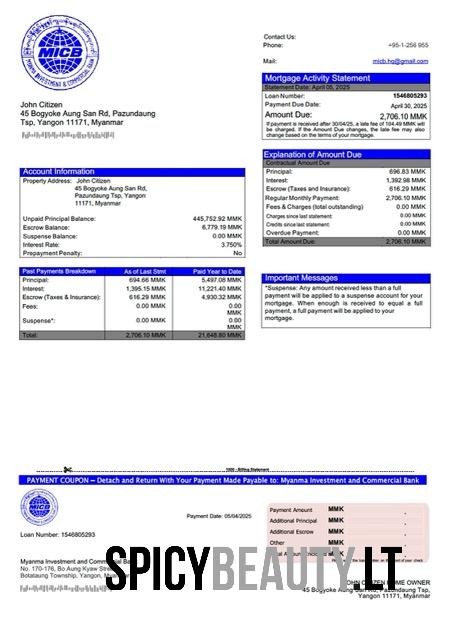 MICB
MYANMA INVESTMENT & COMMERCIAL BANK
Contact Us:
Phone: +95-1-256 955
Mail: micb.hq@gmail.com
John Citizen
45 Bogyoke Aung San Rd, Pazundaung
Tsp, Yangon 11171, Myanmar
Mortgage Activity Statement
Statement Date: April 05, 2025
Loan Number: 1546805293
Payment Due Date: April 30, 2025
Amount Due: 2,706.10 MMK
If payment is received after 30/04/25, a late fee of 104.49 MMK will
be charged. If the Amount Due changes, the late fee may also
change based on the terms of your mortgage.
Explanation of Amount Due
Contractual Amount Due
Principal: 696.83 MMK
Interest: 1,392.98 MMK
Escrow (Taxes and Insurance): 616.29 MMK
Regular Monthly Payment: 2,706.10 MMK
Fees & Charges (total outstanding) 0.00 MMK
Charges since last statement: 0.00 MMK
Credits since last statement: 0.00 MMK
Overdue Payment: 0.00 MMK
Total Amount Due: 2,706.10 MMK
Account Information
Property Address: John Citizen
45 Bogyoke Aung San Rd,
Pazundaung Tsp, Yangon
11171, Myanmar
Unpaid Principal Balance: 445,752.92 MMK
Escrow Balance: 6,779.19 MMK
Suspense Balance: 0.00 MMK
Interest Rate: 3.750%
Prepayment Penalty: No
Past Payments Breakdown As of Last Stmt Paid Year to Date
Principal: 694.66 MMK 5,497.08 MMK
Interest: 1,395.15 MMK 11,221.40 MMK
Escrow (Taxes & Insurance): 616.29 MMK 4,930.32 MMK
Fees: 0.00 MMK 0.00
MMK
Suspense*: 0.00 MMK 0.00
MMK
Total: 2,706.10 MMK 21,648.80 MMK
Important Messages
*Suspense: Any amount received less than a full
payment will be applied to a suspense account for your
mortgage. When enough is received to equal a full
payment, a full payment will be applied to your
mortgage.
1006 - Billing Statement
PAYMENT COUPON – Detach and Return With Your Payment Made Payable to: Myanma Investment and Commercial Bank
MICB
Payment Date: 05/04/2025
Loan Number: 1546805293
Payment Amount MMK .
Additional Principal MMK .
Additional Escrow MMK .
Other MMK .
Myanma Investment and Commercial
No. 170-176, Bo Aung Kyaw Street
Botataung Township, Yangon,
JOHN CITIZEN HOME OWNER
45 Bogyoke Aung San Rd, Pazundaung Tsp,
Yangon 11171, Myanmar
SPICYBEAUTY.LT